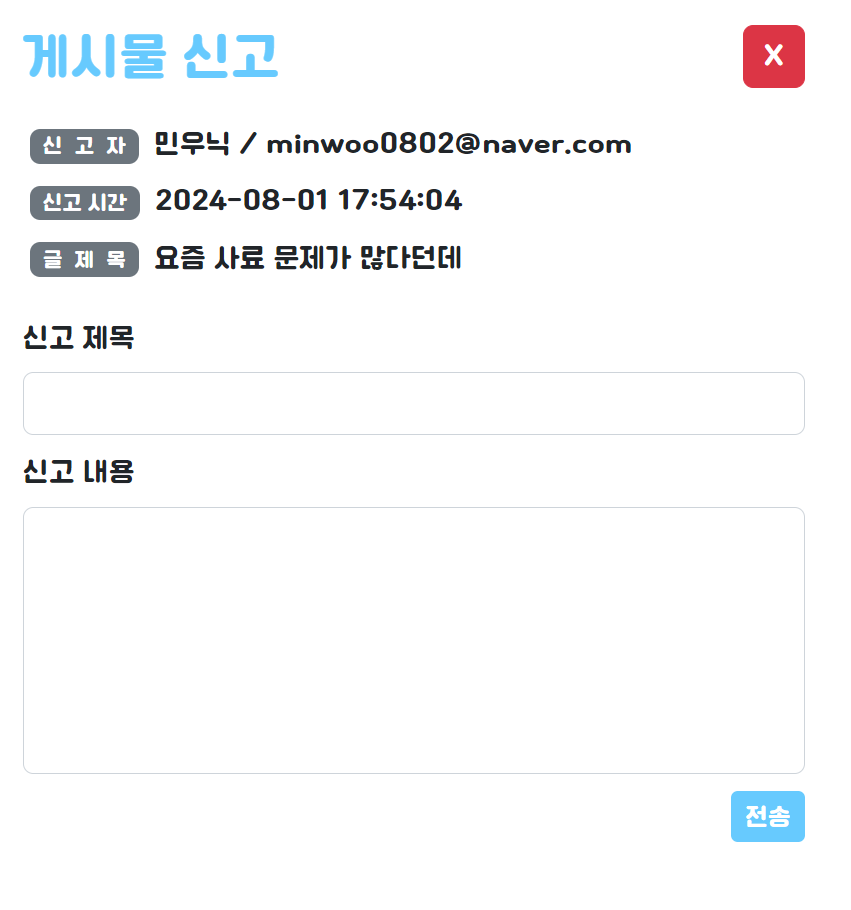 게시물 신고
X
신 고 자 민우닉 / minwoo0802@naver.com
신고 시간 2024-08-01 17:54:04
글 제 목 요즘 사료 문제가 많다던데
신고 제목
신고 내용
전송